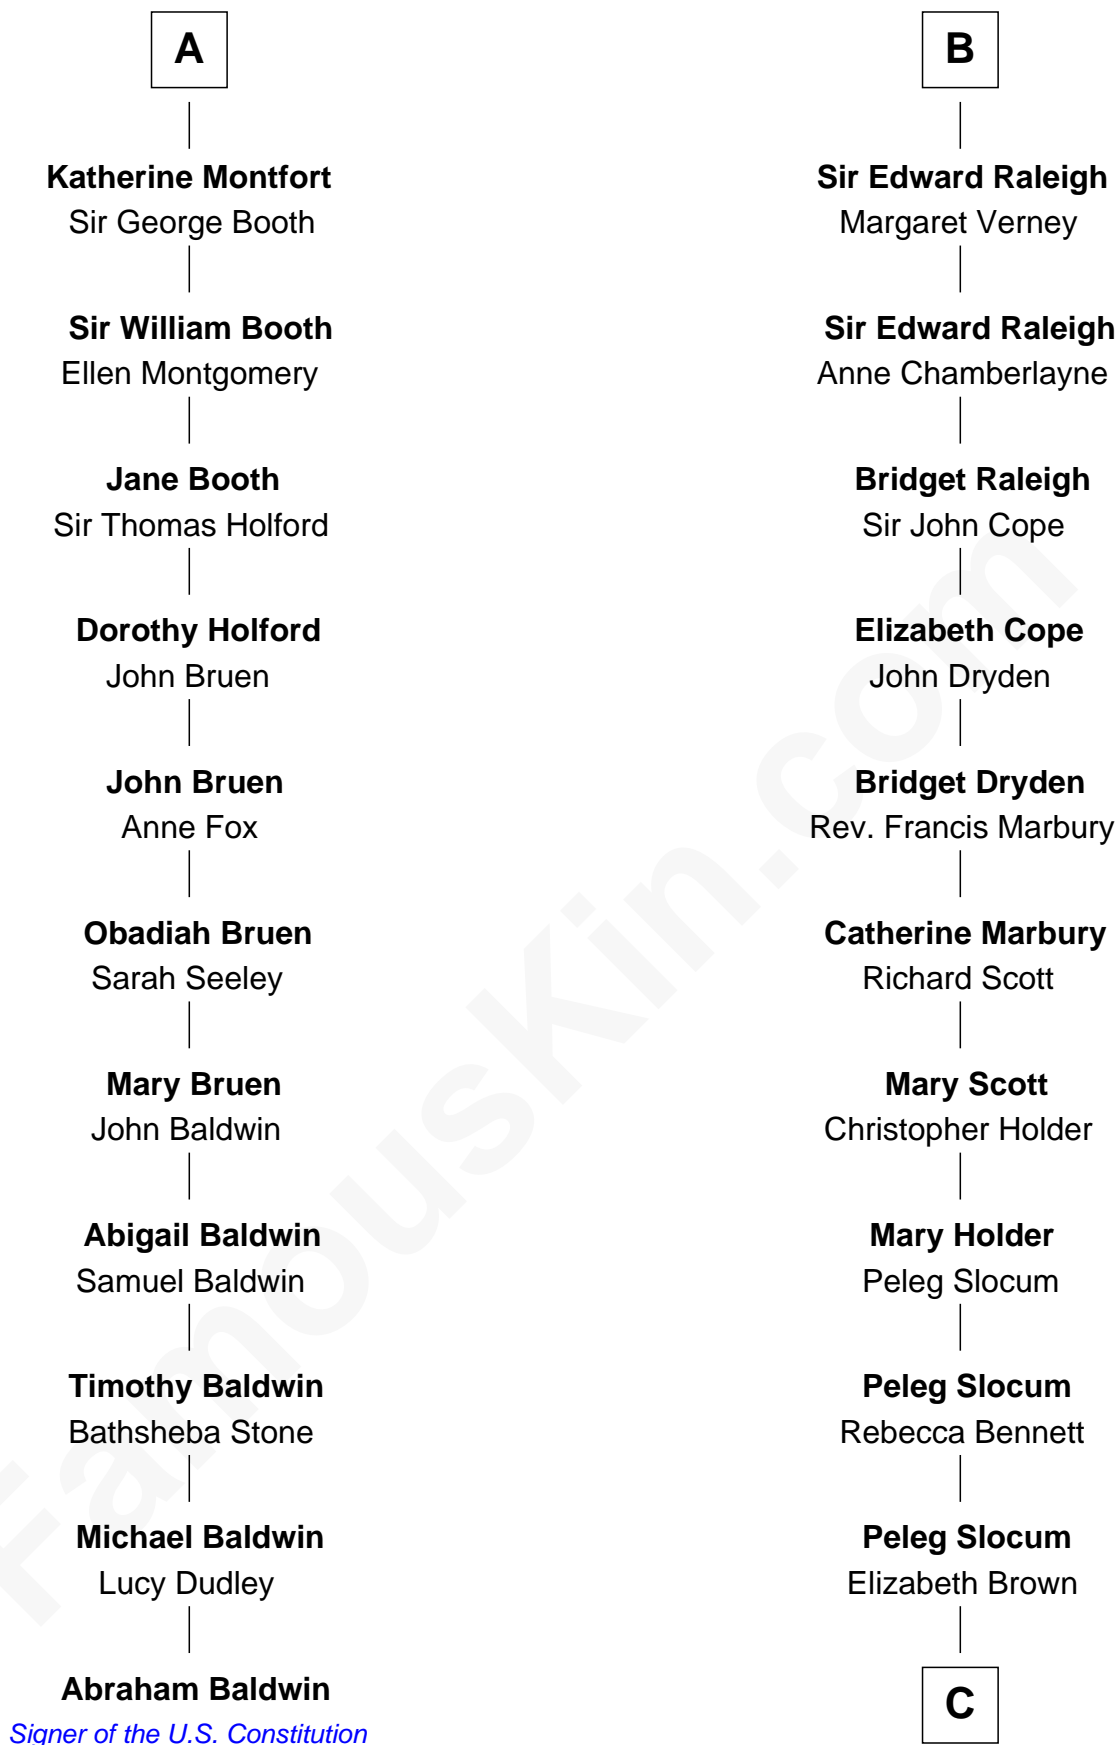 A
Katherine Montfort
Sir George Booth
Sir William Booth
Ellen Montgomery
Jane Booth
Sir Thomas Holford
Dorothy Holford
John Bruen
John Bruen
Anne Fox
Obadiah Bruen
Sarah Seeley
Mary Bruen
John Baldwin
Abigail Baldwin
Samuel Baldwin
Timothy Baldwin
Bathsheba Stone
Michael Baldwin
Lucy Dudley
Abraham Baldwin
Signer of the U.S. Constitution
B
Sir Edward Raleigh
Margaret Verney
Sir Edward Raleigh
Anne Chamberlayne
Bridget Raleigh
Sir John Cope
Elizabeth Cope
John Dryden
Bridget Dryden
Rev. Francis Marbury
Catherine Marbury
Richard Scott
Mary Scott
Christopher Holder
Mary Holder
Peleg Slocum
Peleg Slocum
Rebecca Bennett
Peleg Slocum
Elizabeth Brown
C
FamousKin.com